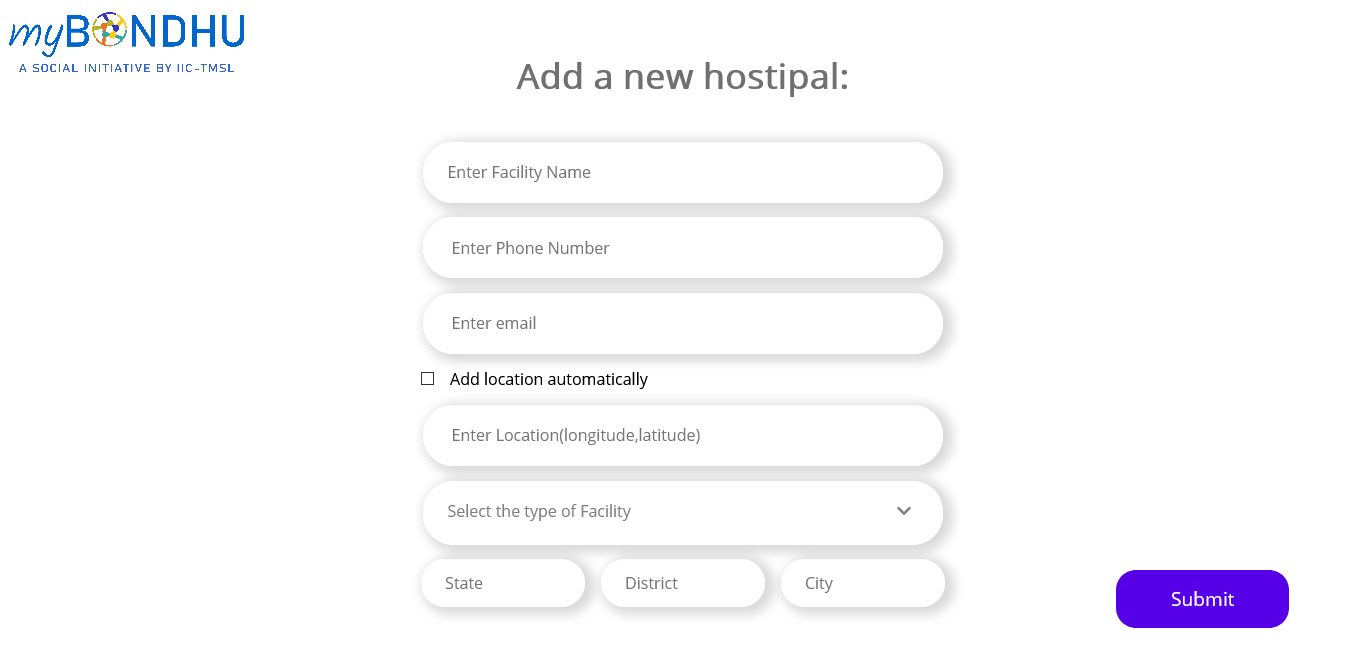 myBONDHU
A SOCIAL INITIATIVE BY IIC-TMSL
Add a new hostipal:
Enter Facility Name
Enter Phone Number
Enter email
Add location automatically
Enter Location(longitude,latitude)
Select the type of Facility
State District City
Submit